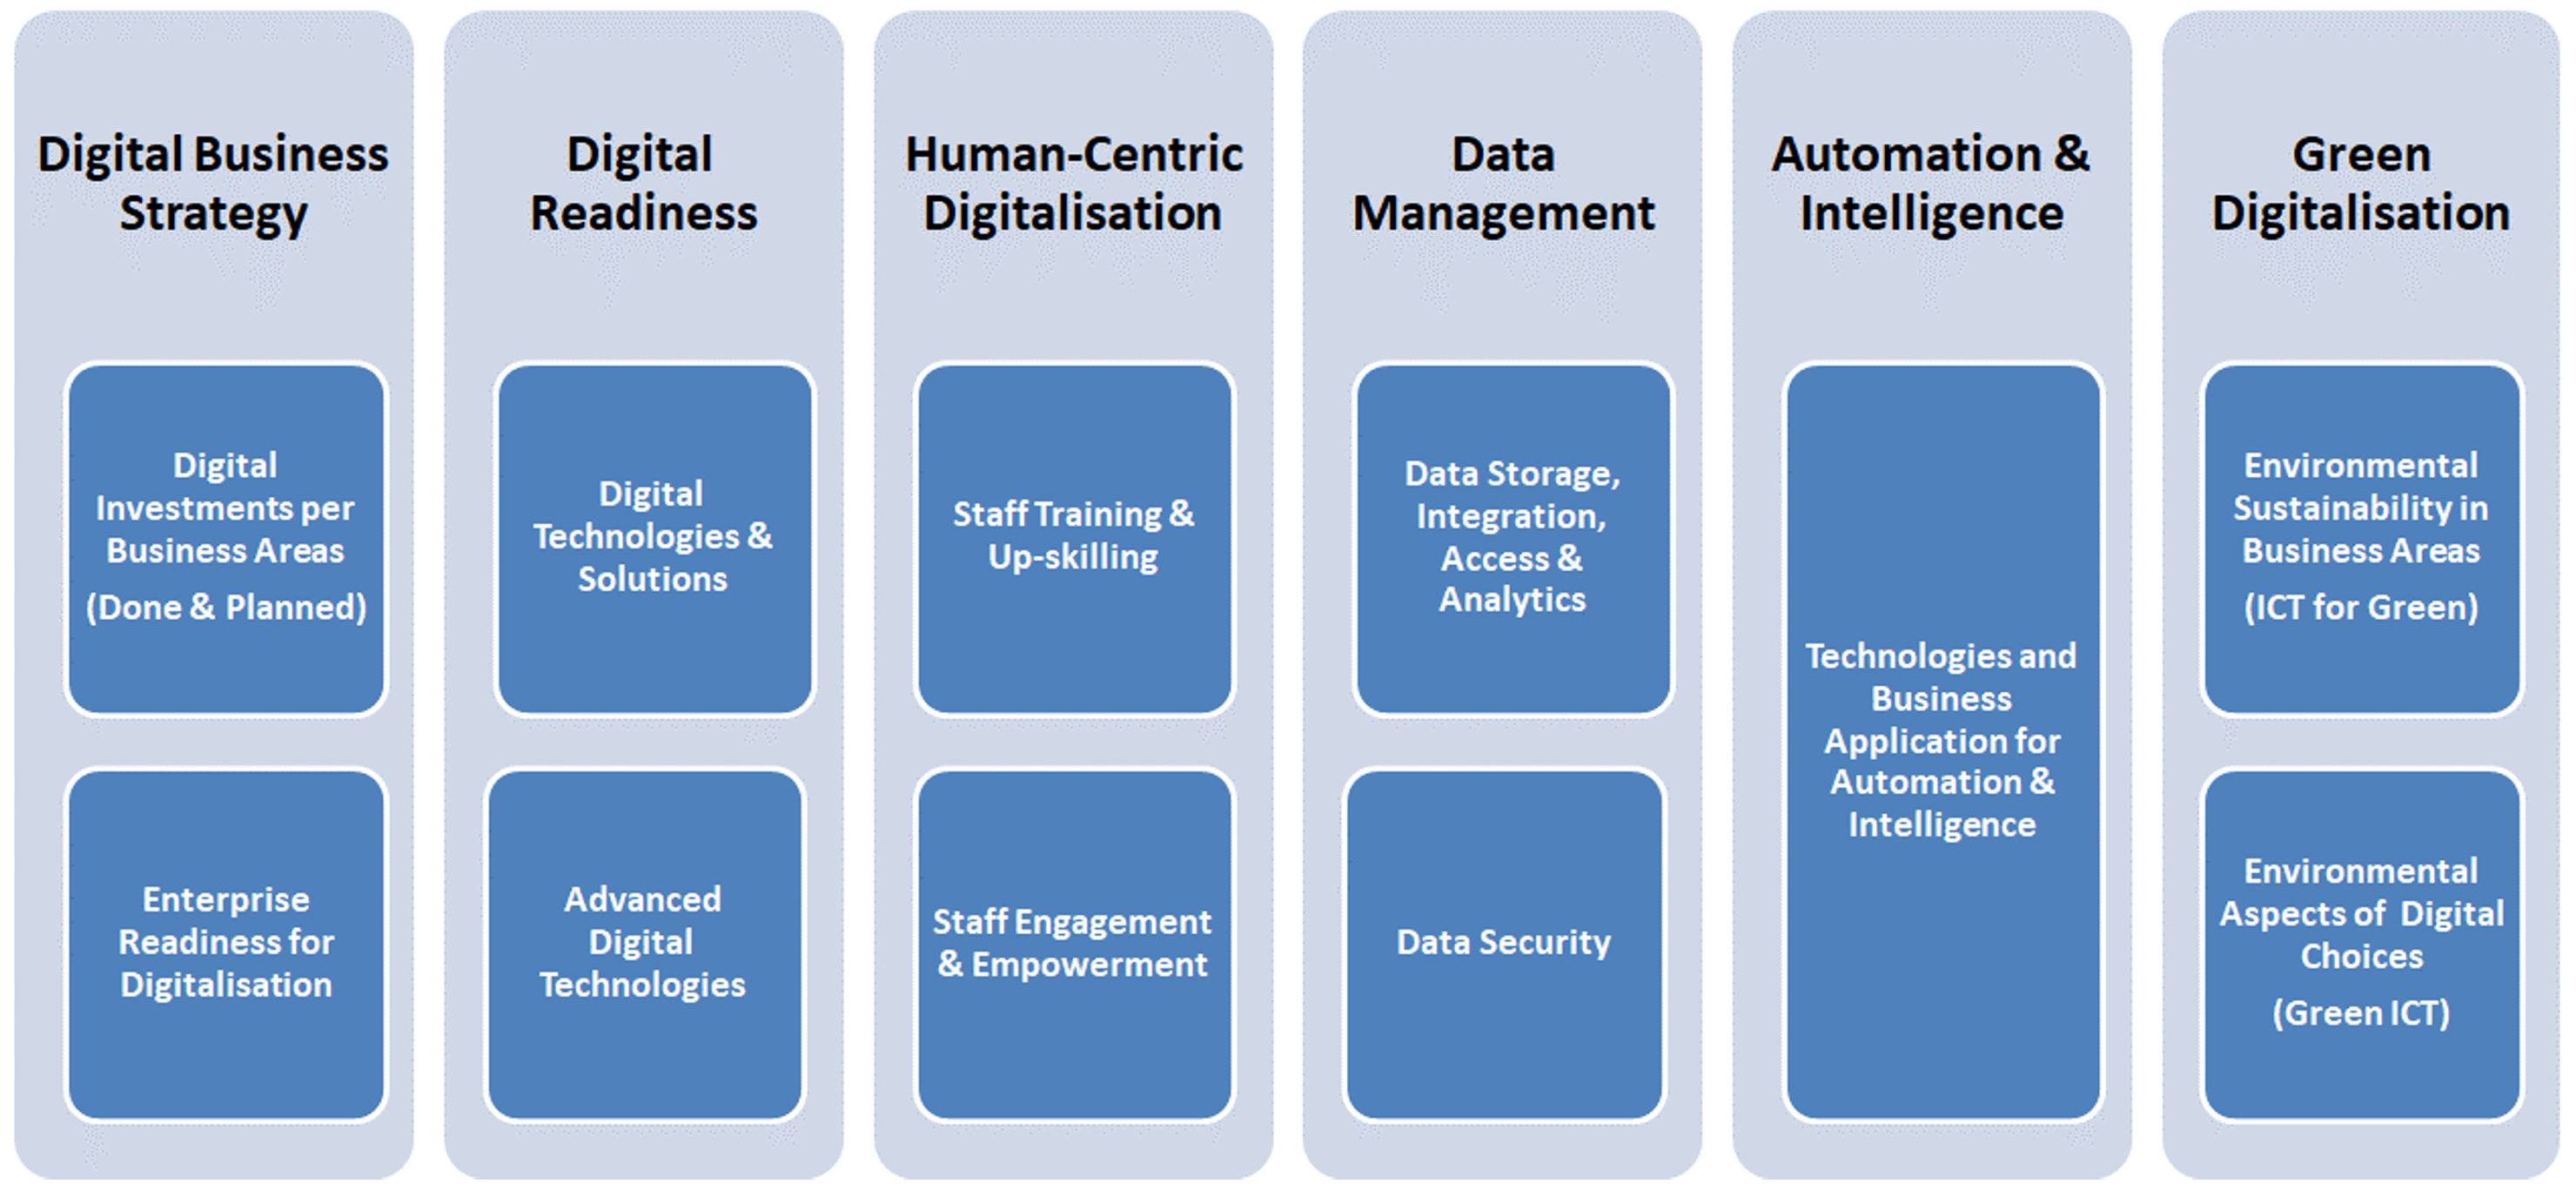 Digital Business
Strategy
Digital
Investments per
Business Areas
(Done & Planned)
Enterprise
Readiness for
Digitalisation
Digital
Readiness
Digital
Technologies &
Solutions
Advanced
Digital
Technologies
Human-Centric
Digitalisation
Staff Training &
Up-skilling
Staff Engagement
& Empowerment
Data
Management
Data Storage,
Integration,
Access &
Analytics
Data Security
Automation &
Intelligence
Technologies and
Business
Application for
Automation &
Intelligence
Green
Digitalisation
Environmental
Sustainability in
Business Areas
(ICT for Green)
Environmental
Aspects of Digital
Choices
(Green ICT)